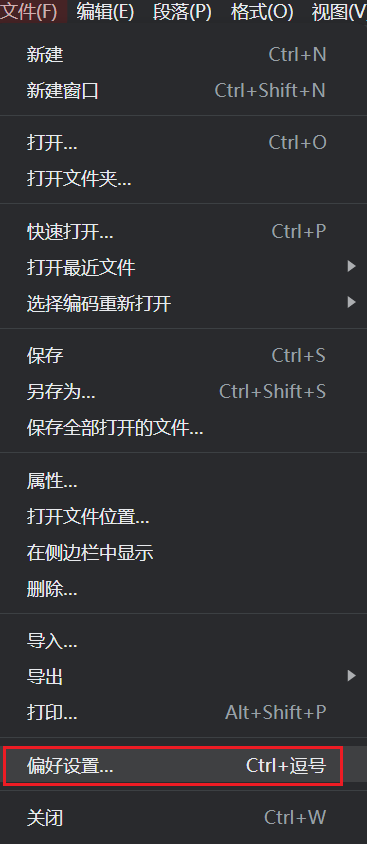 文件(F) 编辑(E) 段落(P) 格式(O) 视图(V
新建 Ctrl+N
新建窗口 Ctrl+Shift+N
打开... Ctrl+O
打开文件夹...
快速打开... Ctrl+P
打开最近文件
选择编码重新打开
保存 Ctrl+S
另存为... Ctrl+Shift+S
保存全部打开的文件...
属性...
打开文件位置...
在侧边栏中显示
删除...
导入...
导出
打印... Alt+Shift+P
偏好设置... Ctrl+逗号
关闭 Ctrl+W